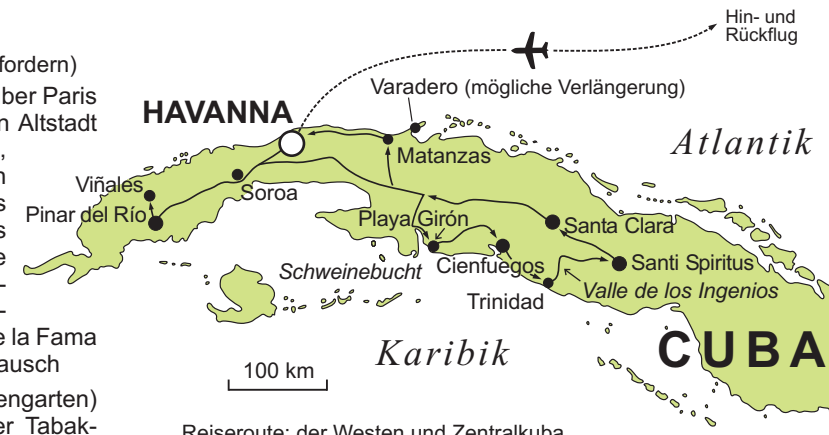 fordern)
ber Paris
n Altstadt
,
n
s
s
e
-
-
e la Fama
ausch
engarten)
er Tabak-
Hin- und
Rückflug
Varadero (mögliche Verlängerung)
HAVANNA
Atlantik
Matanzas
Viñales
Soroa
Pinar del Río
Playa Girón
Santa Clara
Schweinebucht
Cienfuegos
Santi Spiritus
Trinidad
Valle de los Ingenios
Karibik
CUBA
100 km
Reiseroute: der Westen und Zentralkuba